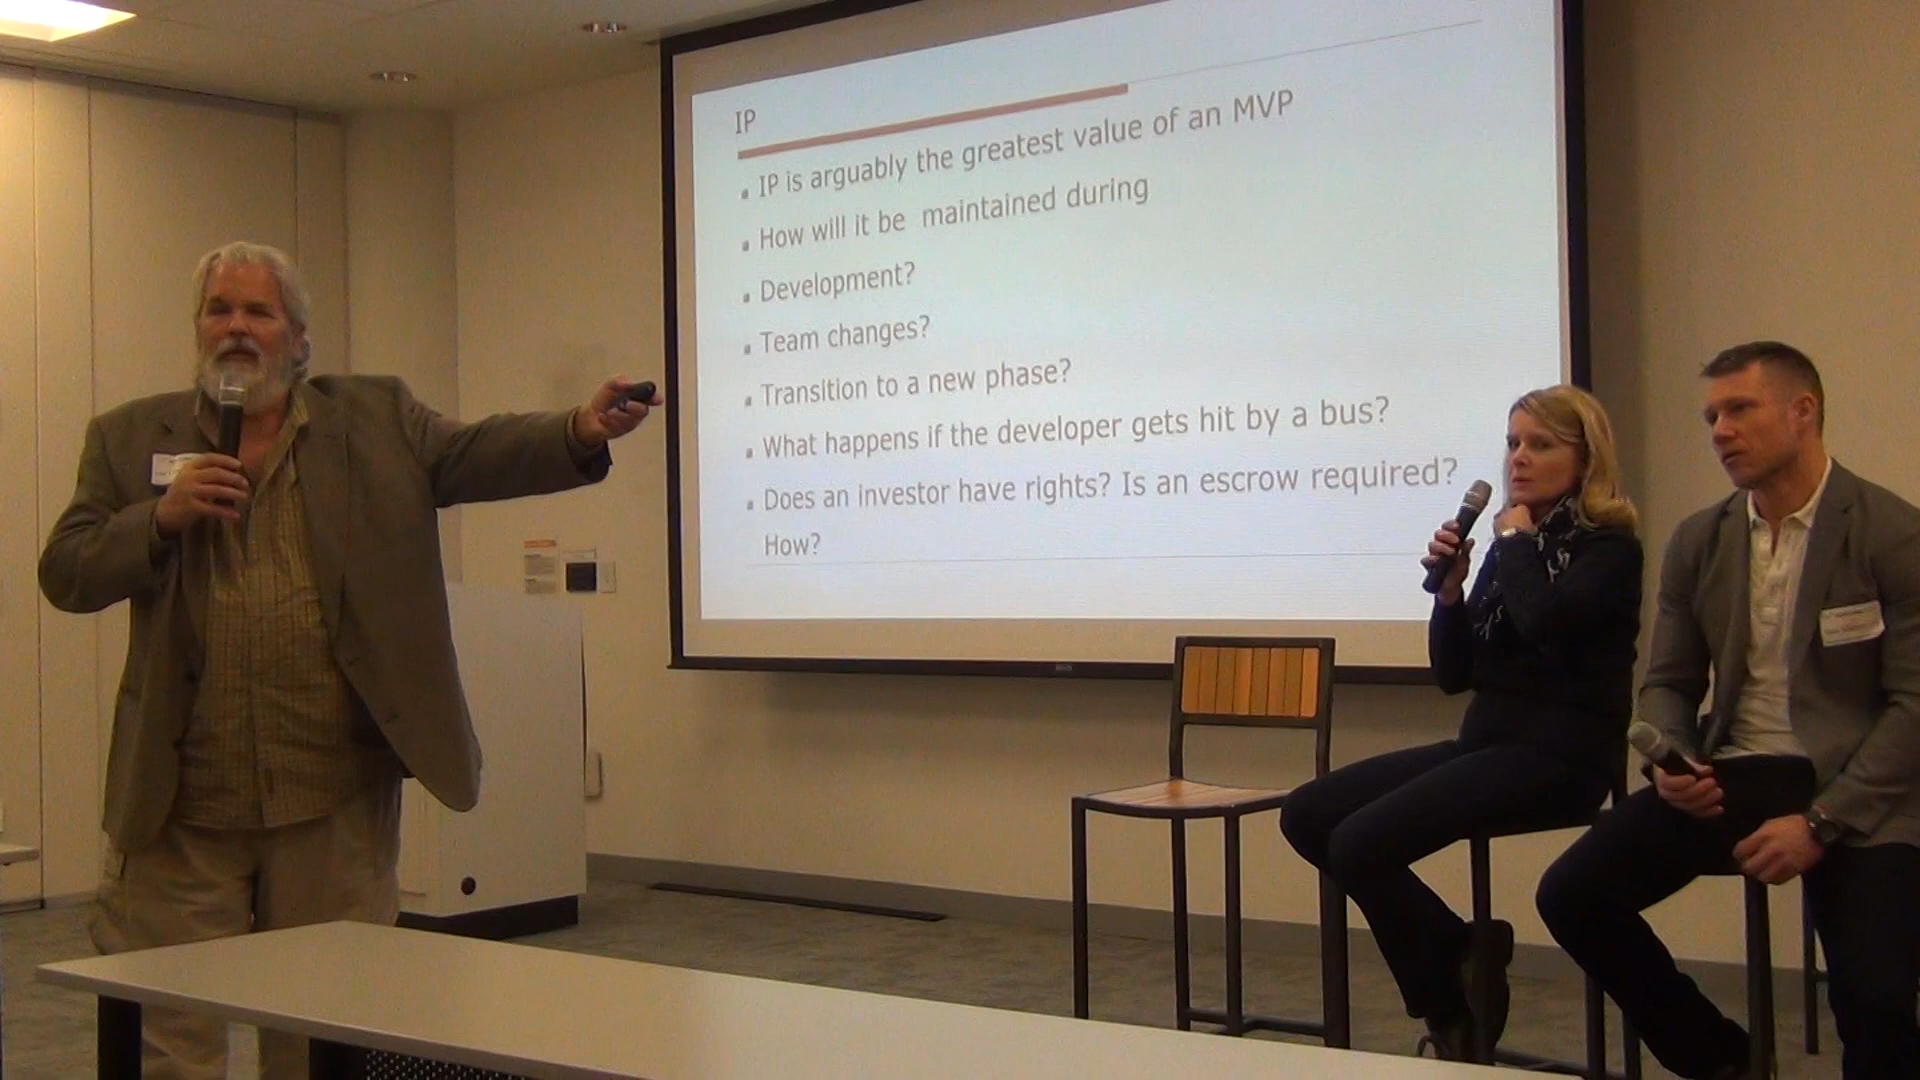 IP
IP is arguably the greatest value of an MVP
How will it be maintained during
Development?
Team changes?
Transition to a new phase?
What happens if the developer gets hit by a bus?
Does an investor have rights? Is an escrow required?
How?